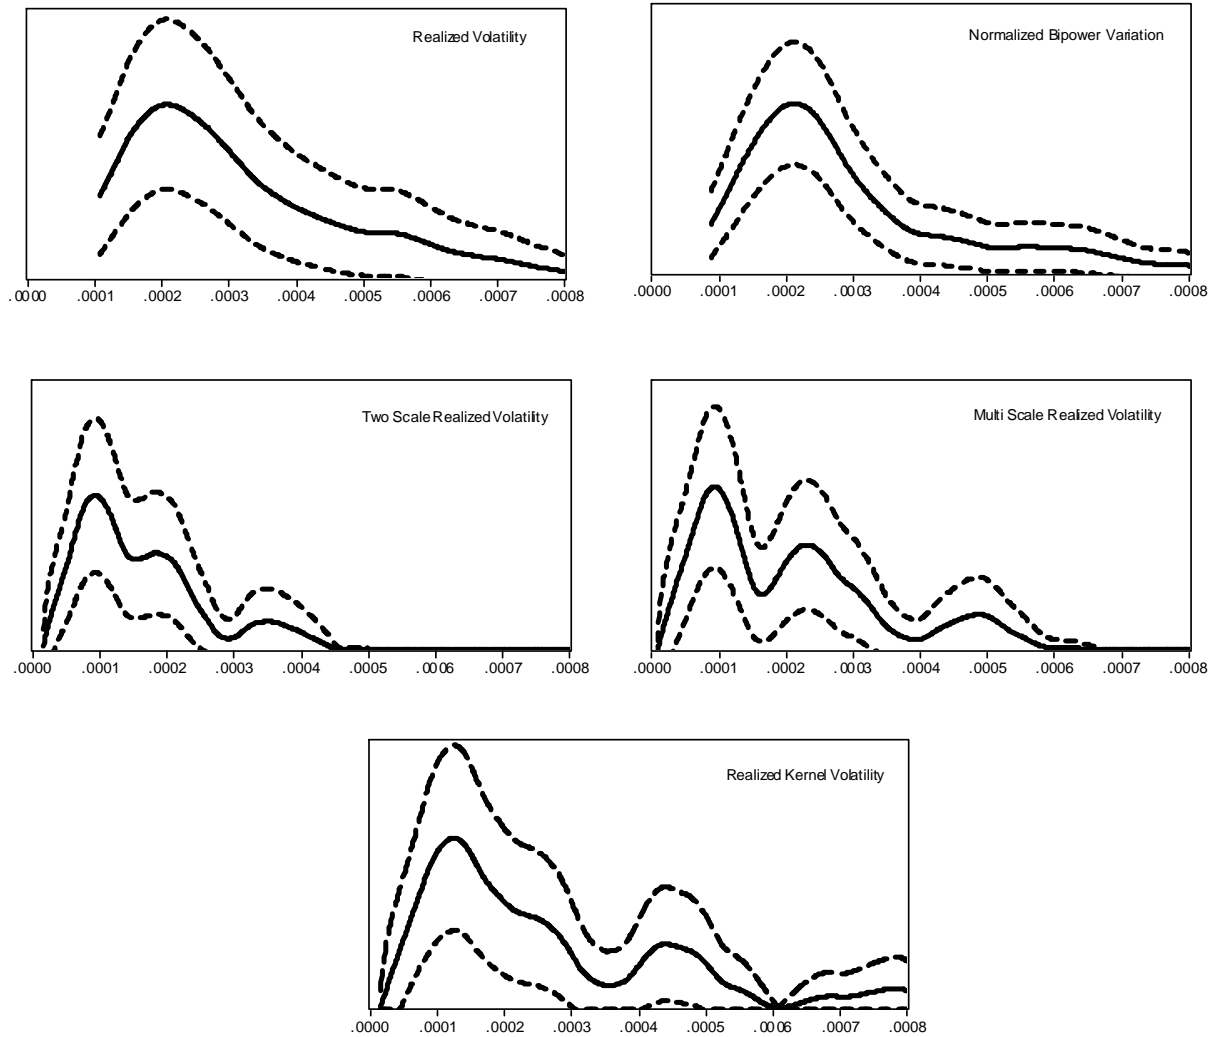 Realized Volatility
.0000 .0001 .0002 .0003 .0004 .0005 .0006 .0007 .0008
Normalized Bipower Variation
.0000 .0001 .0002 .0003 .0004 .0005 .0006 .0007 .0008
Two Scale Realized Volatility
.0000 .0001 .0002 .0003 .0004 .0005 .0006 .0007 .0008
Multi Scale Realized Volatility
.0000 .0001 .0002 .0003 .0004 .0005 .0006 .0007 .0008
Realized Kernel Volatility
.0000 .0001 .0002 .0003 .0004 .0005 .0006 .0007 .0008